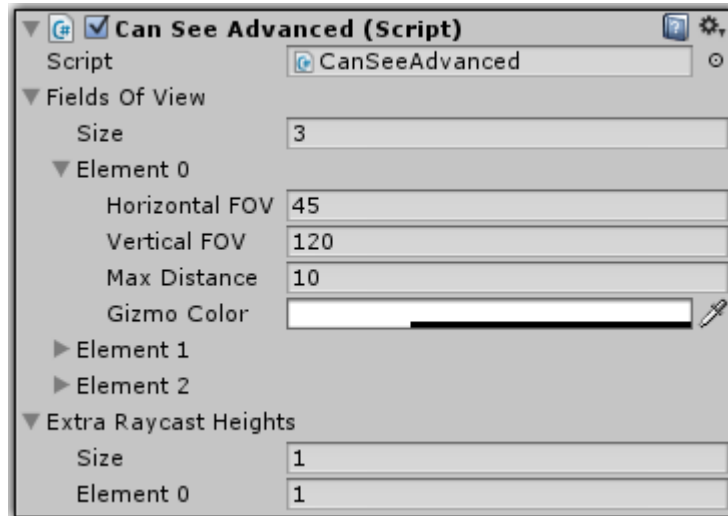 Can See Advanced (Script)
Script CanSeeAdvanced
Fields Of View
Size 3
Element 0
Horizontal FOV 45
Vertical FOV 120
Max Distance 10
Gizmo Color
Element 1
Element 2
Extra Raycast Heights
Size 1
Element 0 1